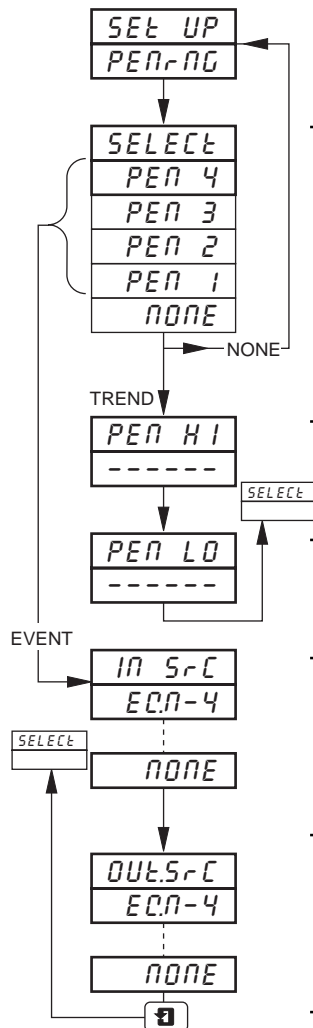 SEt UP
PENrNG
SELECt
PEN 4
PEN 3
PEN 2
PEN 1
NONE
NONE
TREND
PEN HI
------
SELECt
PEN LO
------
EVENT
IN SrC
EC.N-4
SELECt
NONE
OUt.SrC
EC.N-4
NONE